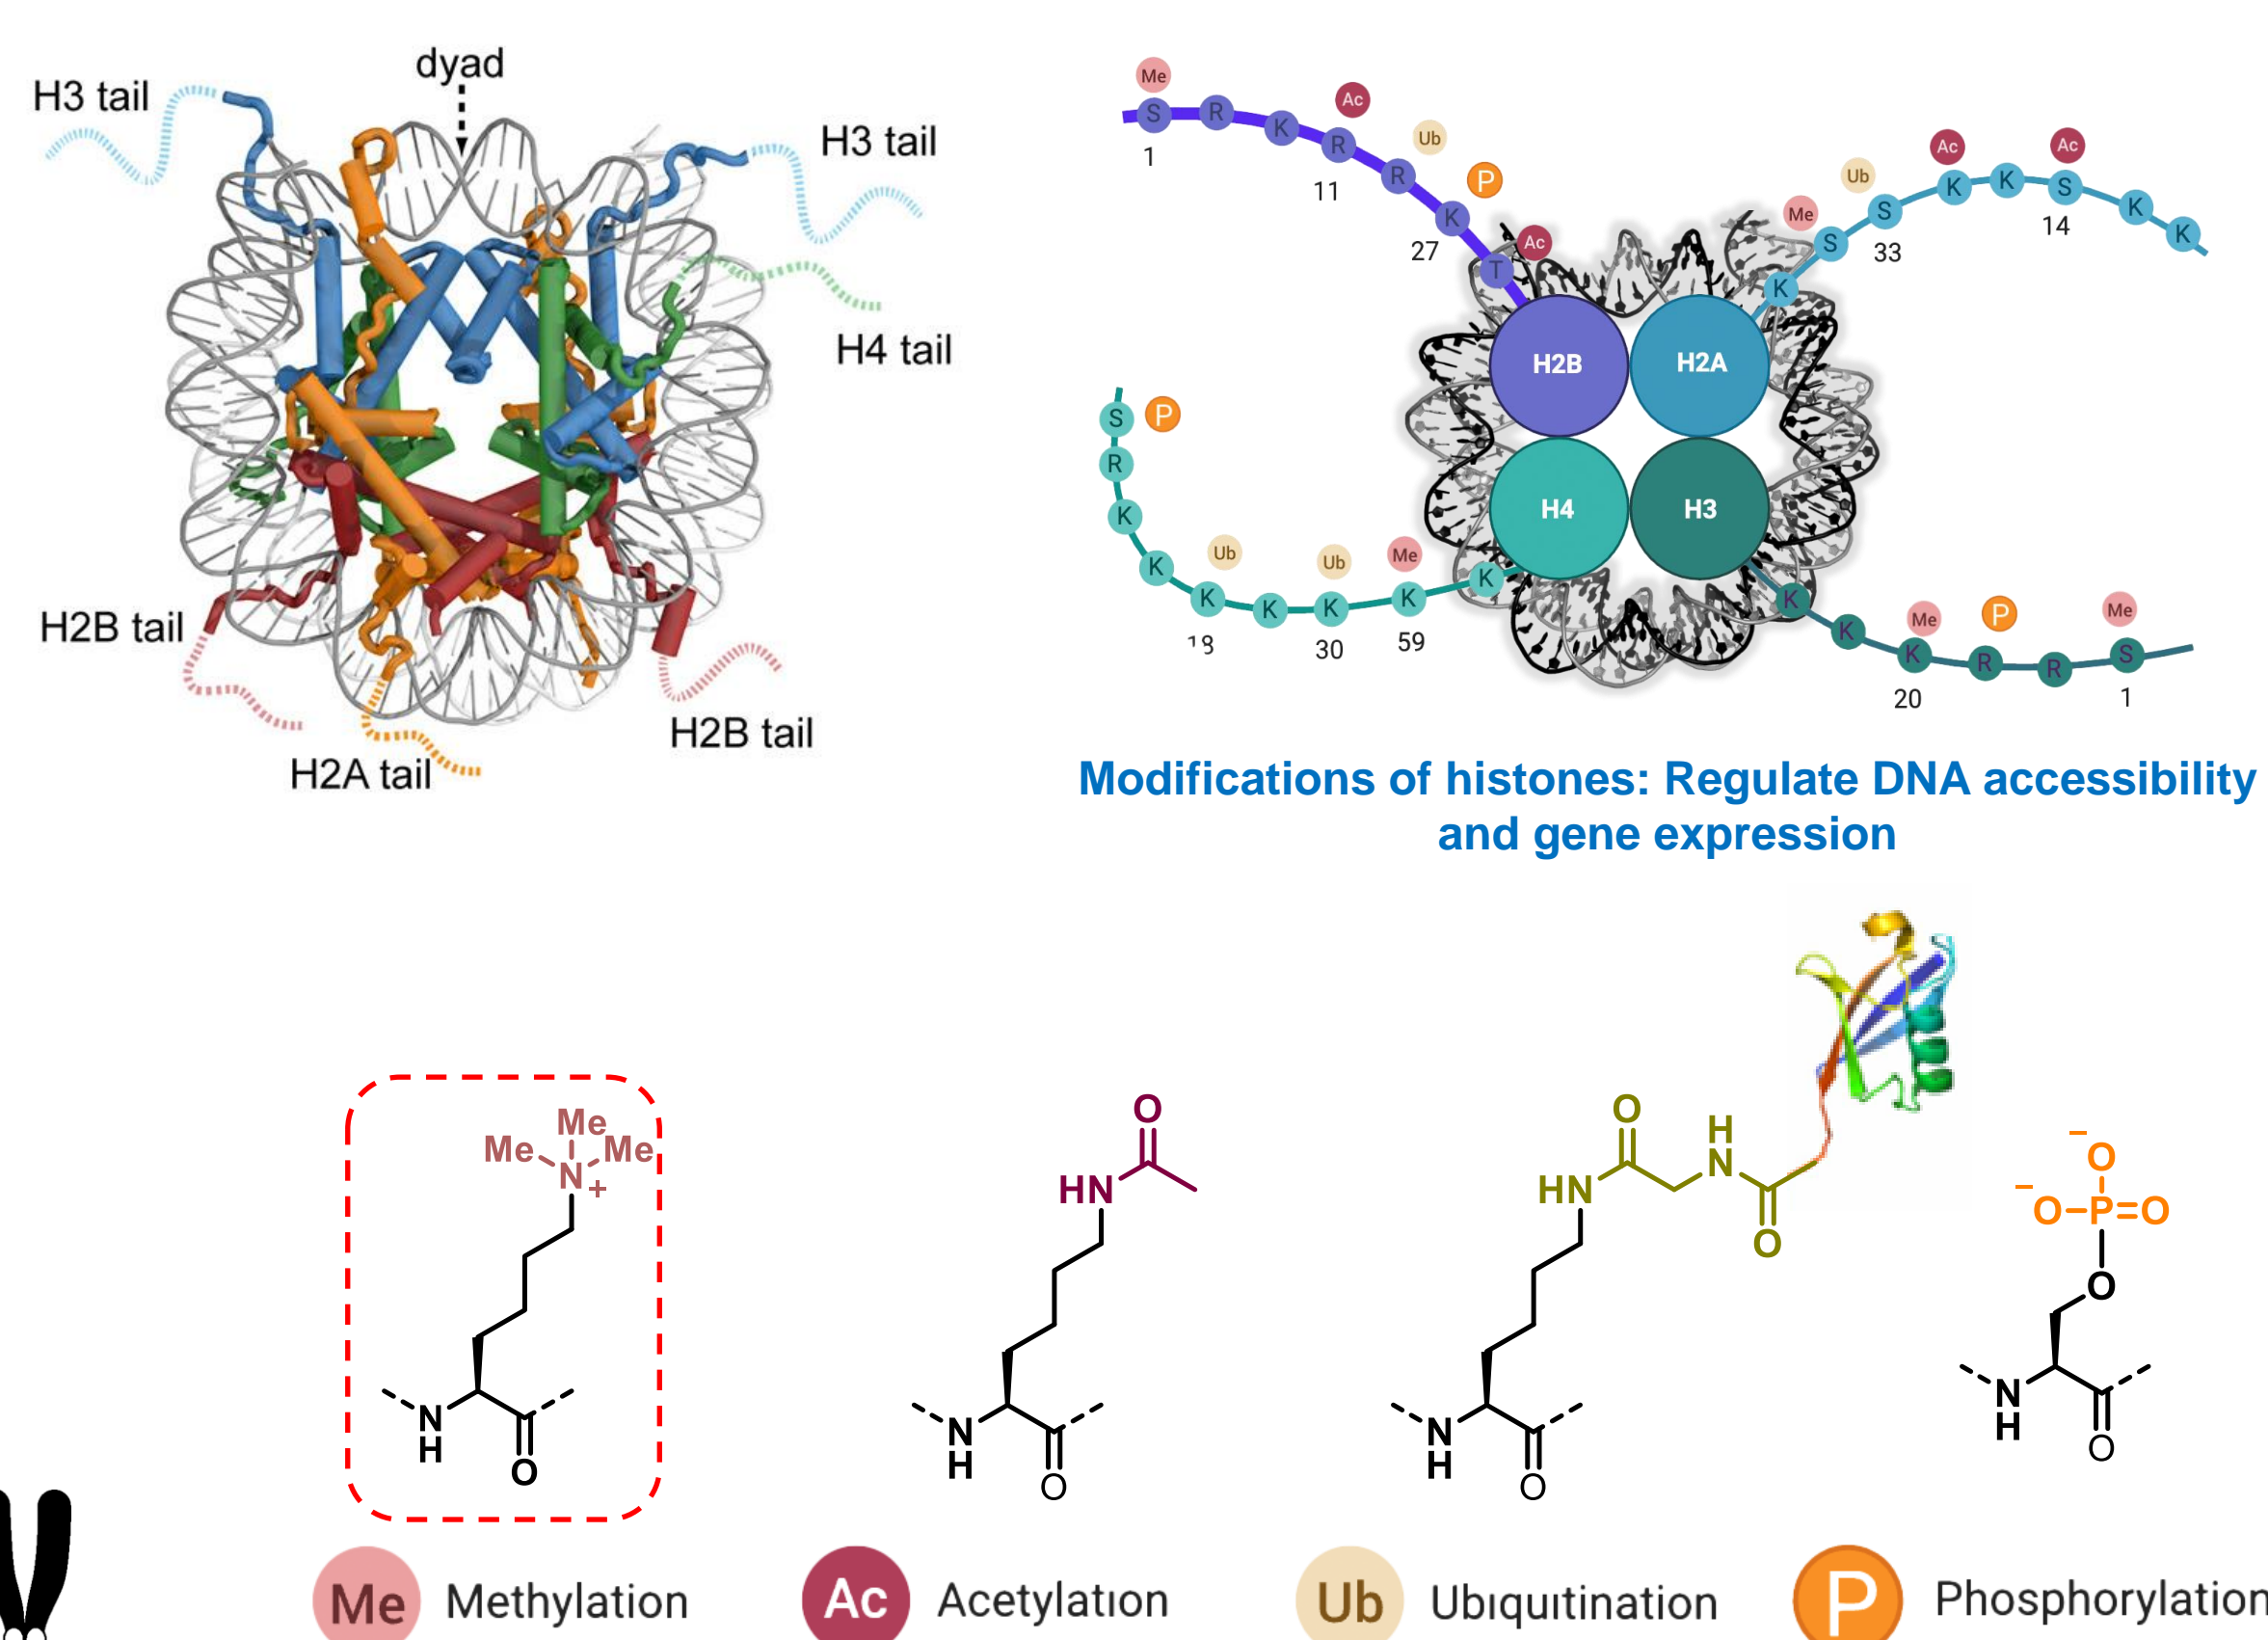 dyad
H3 tail
H3 tail
H4 tail
H2B tail
H2B tail
H2A tail
Me
S R K R R K T
Ac
Ub
P
Ac
1
11
27
Me
Ub
Ac
Ac
K S S K K S K K
33
14
H2B
H2A
H4
H3
S P
R
K
K
K K K K K
Ub
Ub
Me
18
30
59
K K K R R S
Me
P
Me
20
1
Modifications of histones: Regulate DNA accessibility
and gene expression
Me
Me Me
N
+
N
H
O
O
HN
N
H
O
O
HN
H
N
O
N
H
O
−
O
−
O P O
O
N
H
O
Me Methylation
Ac Acetylation
Ub Ubiquitination
P Phosphorylation